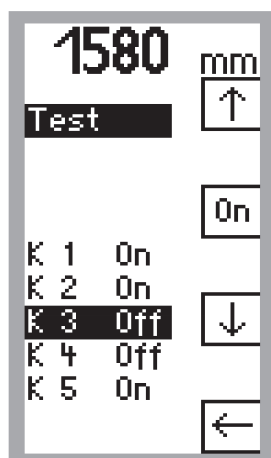 1580 mm
↑
Test
On
K 1 On
K 2 On
K 3 Off
↓
K 4 Off
K 5 On
←